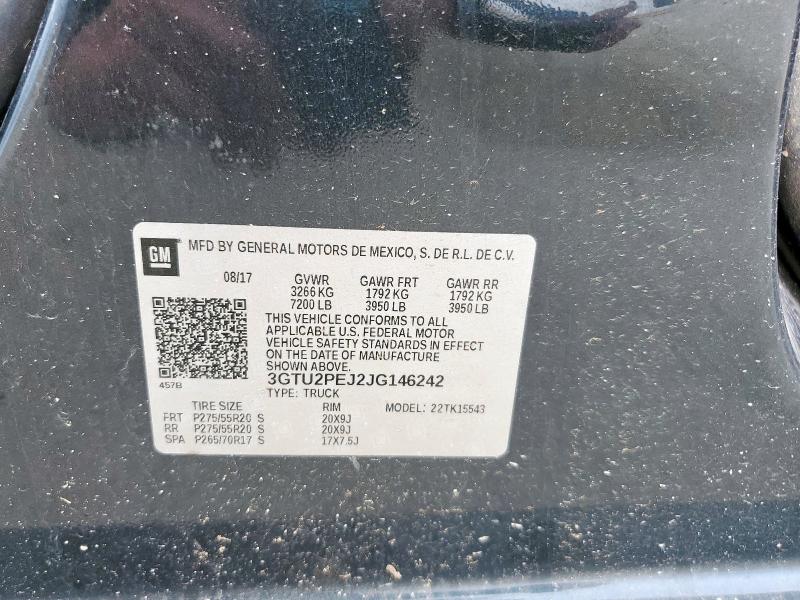 GM MFD BY GENERAL MOTORS DE MEXICO, S. DE R.L. DE C.V.
08/17 GVWR GAWR FRT GAWR RR
3266 KG 1792 KG 1792 KG
7200 LB 3950 LB 3950 LB
THIS VEHICLE CONFORMS TO ALL
APPLICABLE U.S. FEDERAL MOTOR
VEHICLE SAFETY STANDARDS IN EFFECT
ON THE DATE OF MANUFACTURE
SHOWN ABOVE.
457B
3GTU2PEJ2JG146242
TYPE: TRUCK
TIRE SIZE RIM MODEL: 22TK15543
FRT P275/55R20 S 20X9J
RR P275/55R20 S 20X9J
SPA P265/70R17 S 17X7.5J